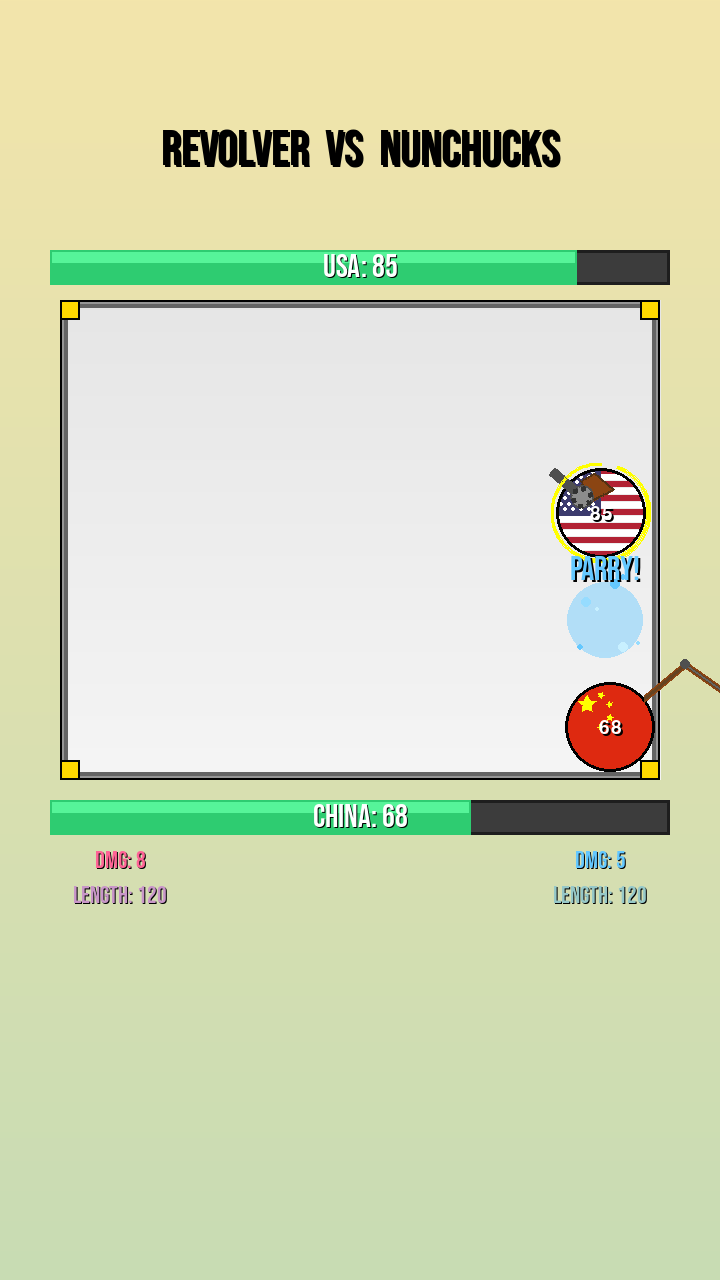 REVOLVER VS NUNCHUCKS
USA: 85
85
PARRY!
68
CHINA: 68
DMG: 8
DMG: 5
LENGTH: 120
LENGTH: 120